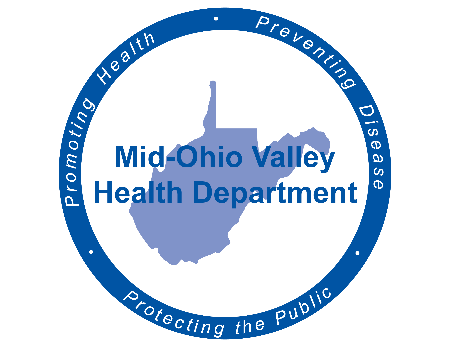 Promoting Health
Preventing Disease
Mid-Ohio Valley
Health Department
Protecting the Public